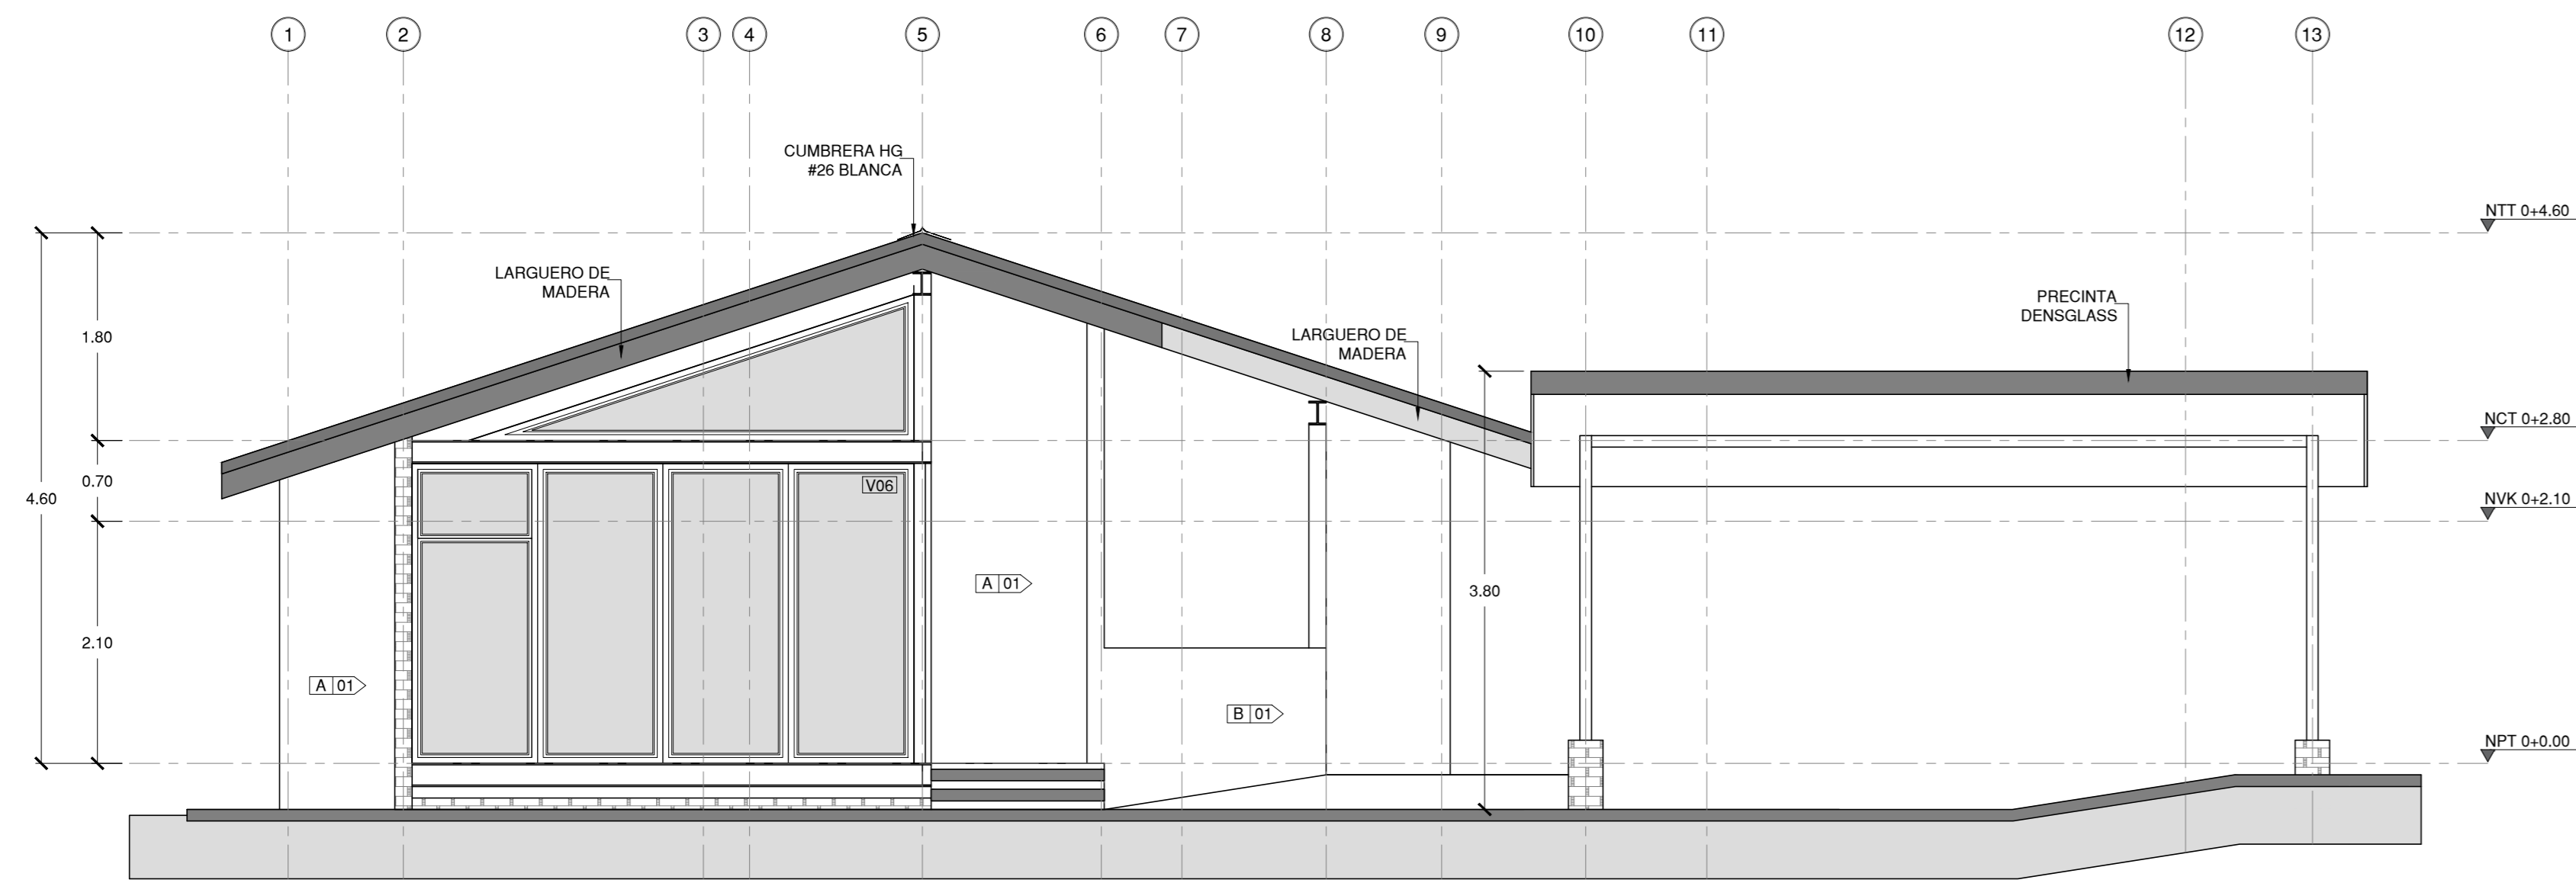 1 2 3 4 5 6 7 8 9 10 11 12 13
CUMBRERA HG
#26 BLANCA
NTT 0+4.60
LARGUERO DE
MADERA
PRECINTA
DENSGLASS
1.80
LARGUERO DE
MADERA
NCT 0+2.80
0.70
V06
4.60
NVK 0+2.10
A 01
3.80
2.10
A 01
B 01
NPT 0+0.00